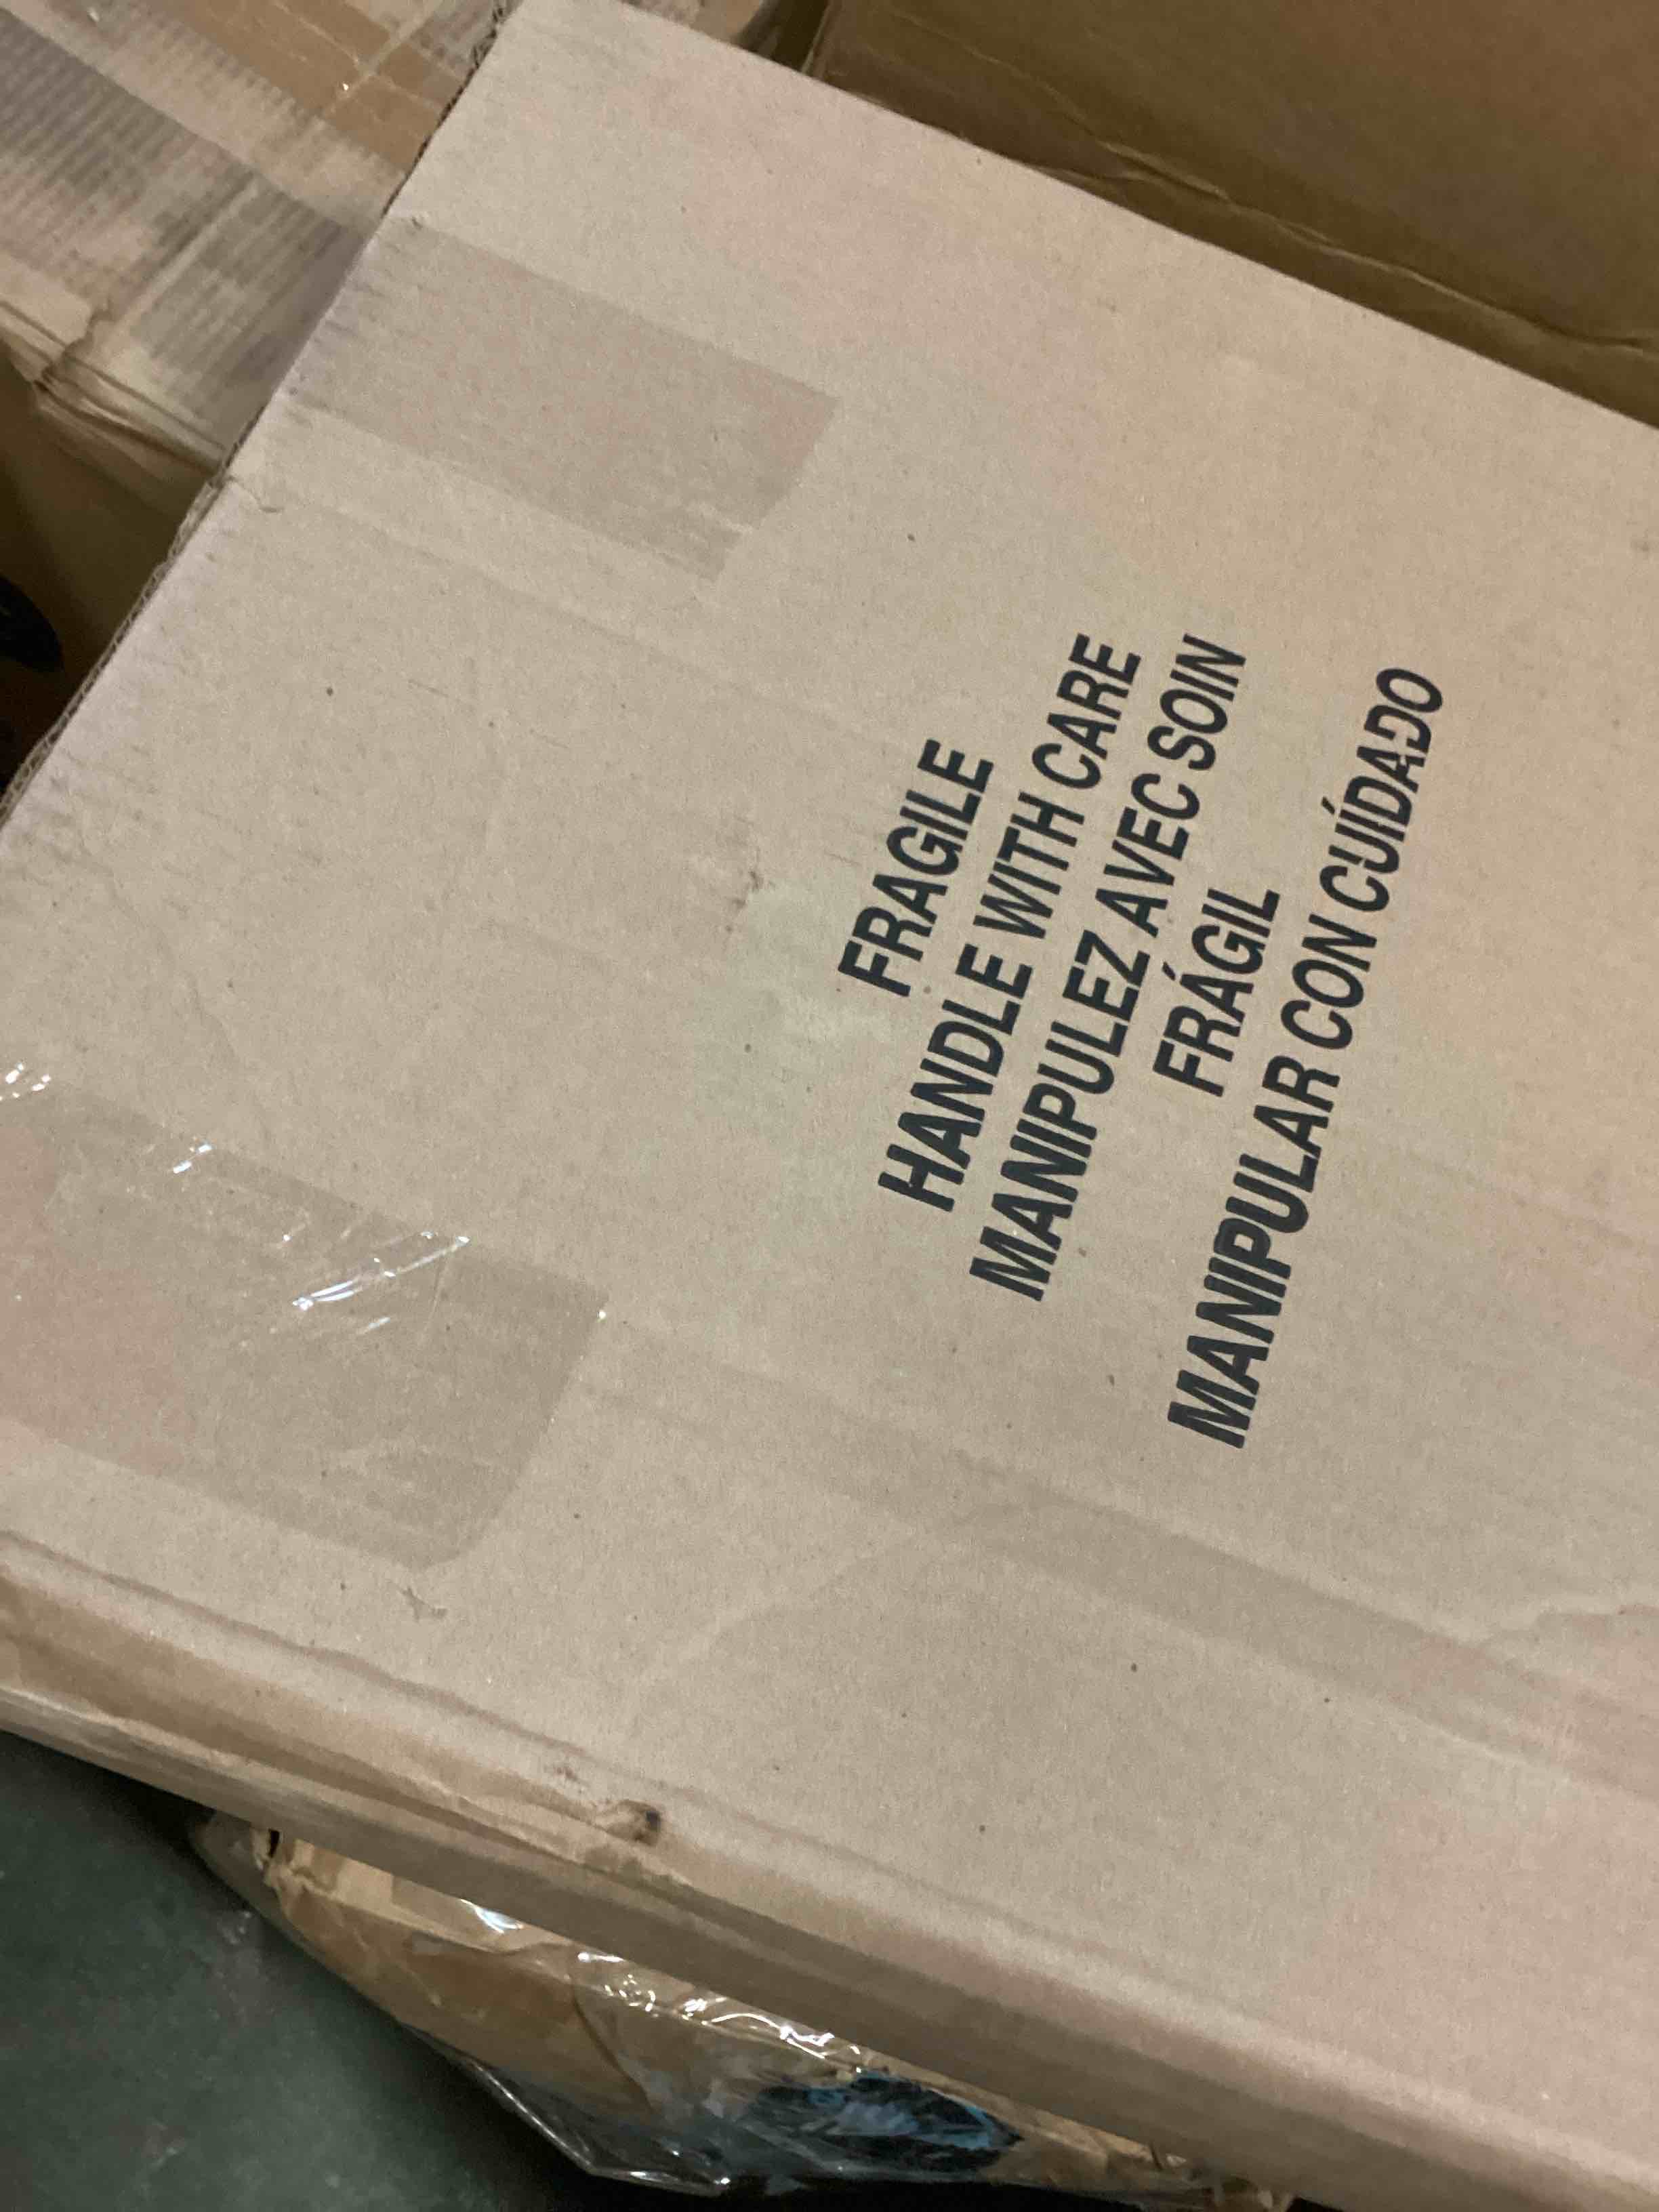 FRAGILE
HANDLE WITH CARE
MANIPULEZ AVEC SOIN
FRÁGIL
MANIPULAR CON CUÍDADO